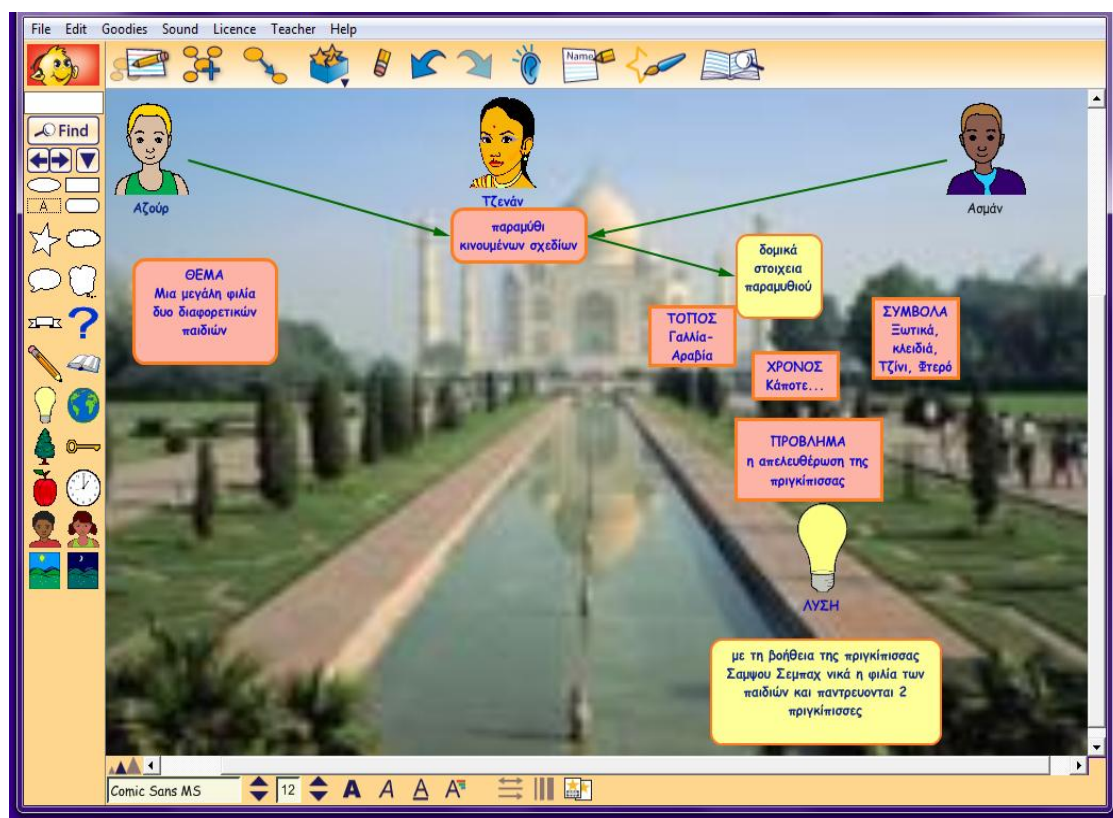 File Edit Goodies Sound Licence Teacher Help
Name
Find
A
Αζούρ
Τζενάν
Ασμάν
παραμύθι
κινουμένων σχεδίων
δομικά
στοιχεια
παραμυθιού
ΘΕΜΑ
Μια μεγάλη φιλία
δυο διαφορετικών
παιδιών
ΤΟΠΟΣ
Γαλλία-
Αραβία
ΣΥΜΒΟΛΑ
Ξωτικά,
κλειδιά,
Τζίνι, Φτερό
ΧΡΟΝΟΣ
Κάποτε...
ΠΡΟΒΛΗΜΑ
η απελευθέρωση της
πριγκίπισσας
ΛΥΣΗ
με τη βοήθεια της πριγκίπισσας
Σαμψου Σεμπαχ νικά η φιλία των
παιδιών και παντρευονται 2
πριγκίπισσες
Comic Sans MS 12 A A A A